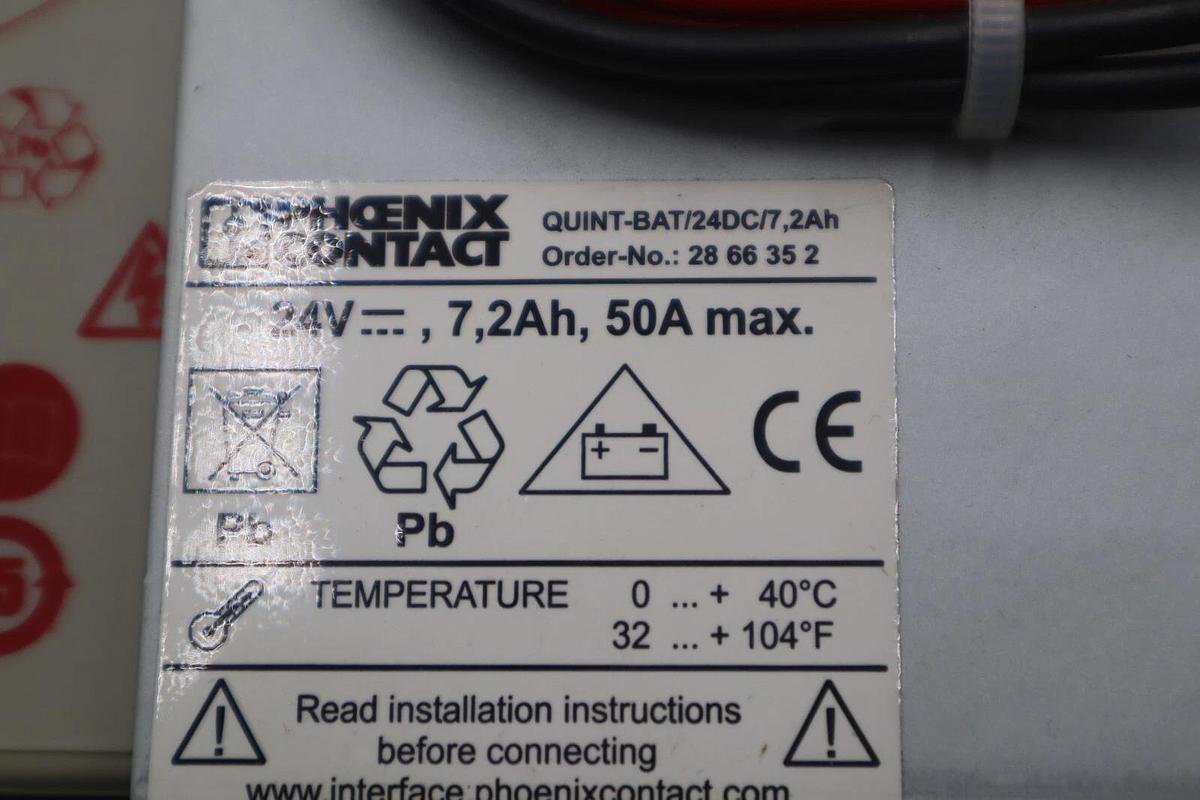 PHŒNIX
CONTACT
QUINT-BAT/24DC/7,2Ah
Order-No.: 28 66 35 2
24V⎓, 7,2Ah, 50A max.
+ −
CE
Pb
Pb
TEMPERATURE 0 ... + 40°C
32 ... + 104°F
Read installation instructions
before connecting
www.interface.phoenixcontact.com